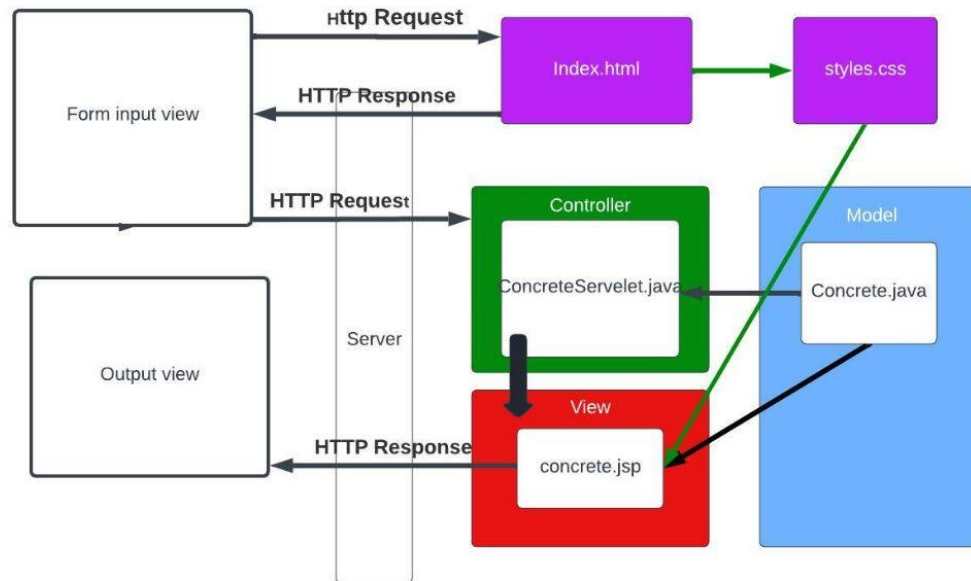 Http Request
Index.html
styles.css
HTTP Response
Form input view
HTTP Request
Controller
Model
ConcreteServelet.java
Concrete.java
Server
Output view
View
HTTP Response
concrete.jsp